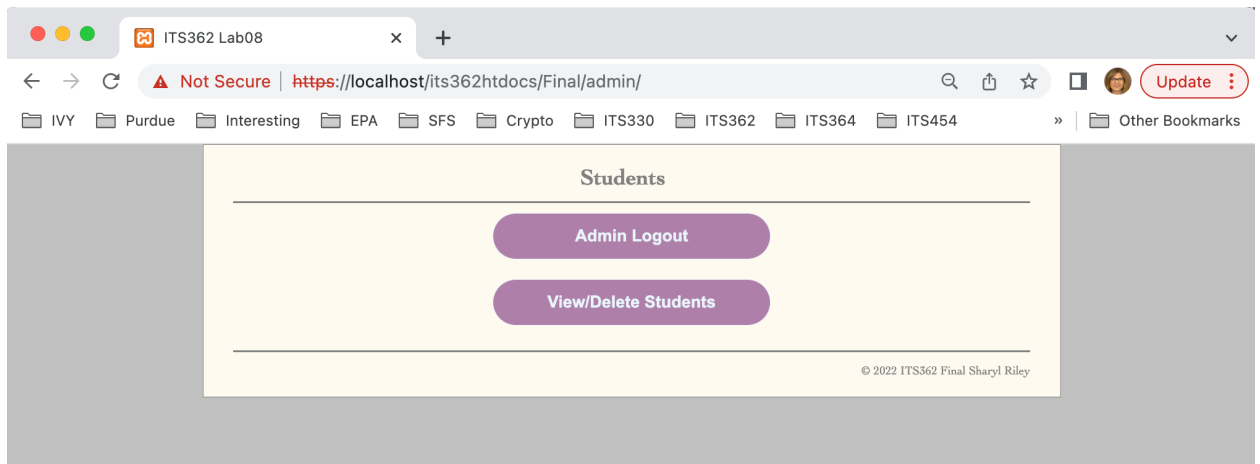 ITS362 Lab08
Not Secure | https://localhost/its362htdocs/Final/admin/ Update
IVY Purdue Interesting EPA SFS Crypto ITS330 ITS362 ITS364 ITS454 » Other Bookmarks
Students
Admin Logout
View/Delete Students
© 2022 ITS362 Final Sharyl Riley